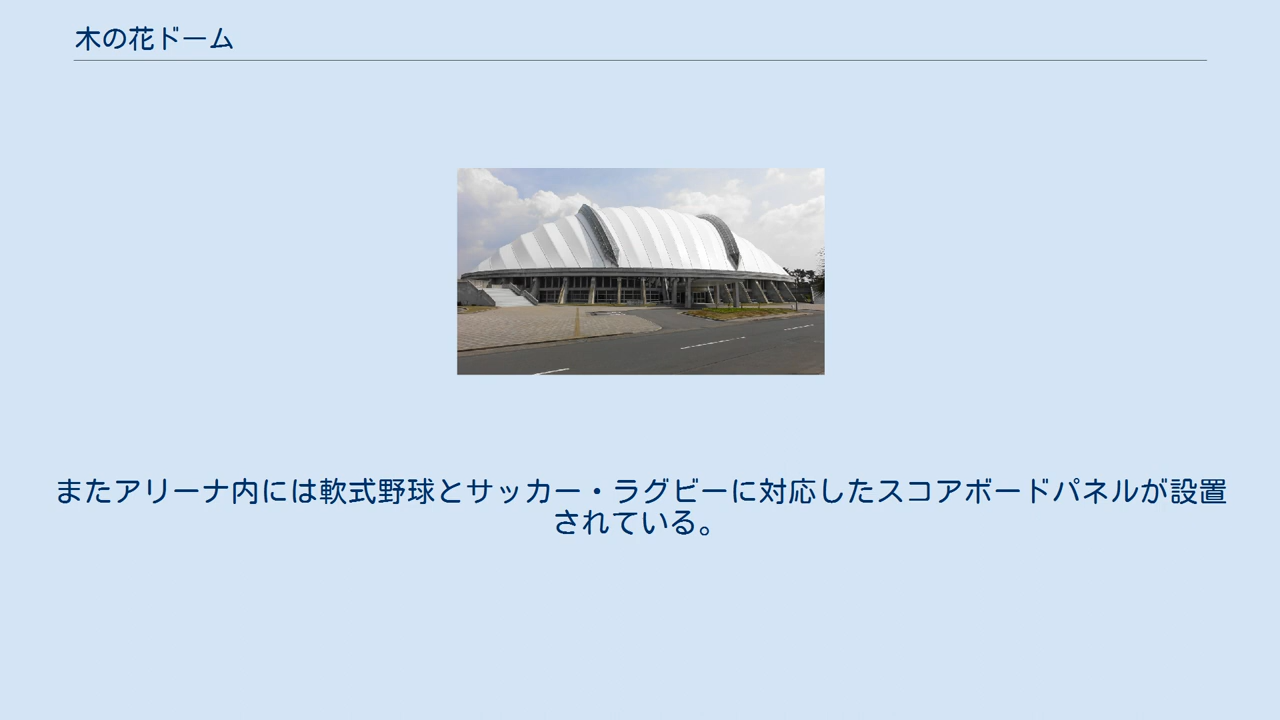 木の花ドーム
またアリーナ内には軟式野球とサッカー・ラグビーに対応したスコアボードパネルが設置
されている。